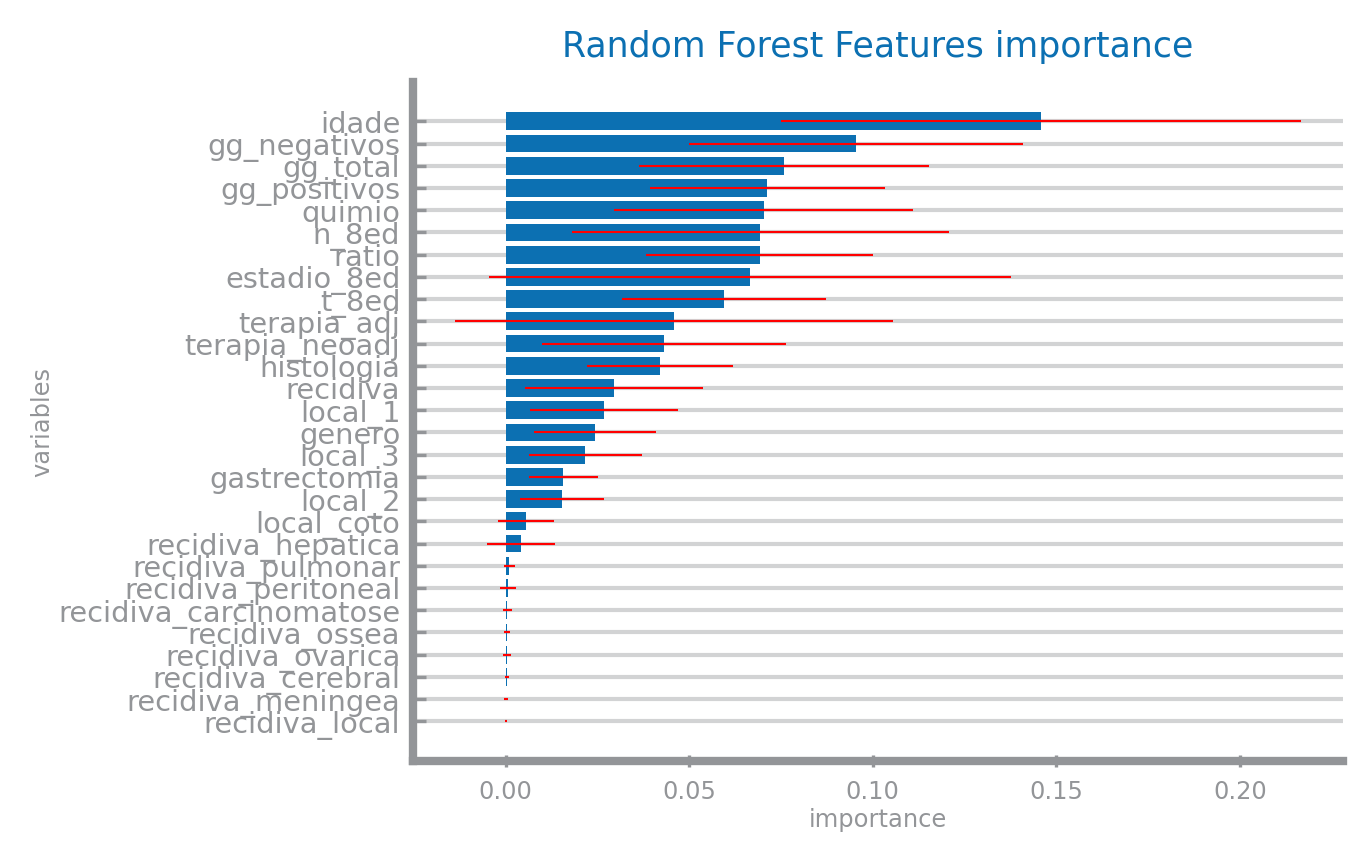 Random Forest Features importance
idade
gg_negativos
gg_total
gg_positivos
quimio
h_8ed
ratio
estadio_8ed
t_8ed
terapia_adj
terapia_neoadj
histologia
recidiva
local_1
genero
local_3
gastrectomia
local_2
local_coto
recidiva_hepatica
recidiva_pulmonar
recidiva_peritoneal
recidiva_carcinomatose
recidiva_ossea
recidiva_ovarica
recidiva_cerebral
recidiva_meningea
recidiva_local
variables
0.00 0.05 0.10 0.15 0.20
importance